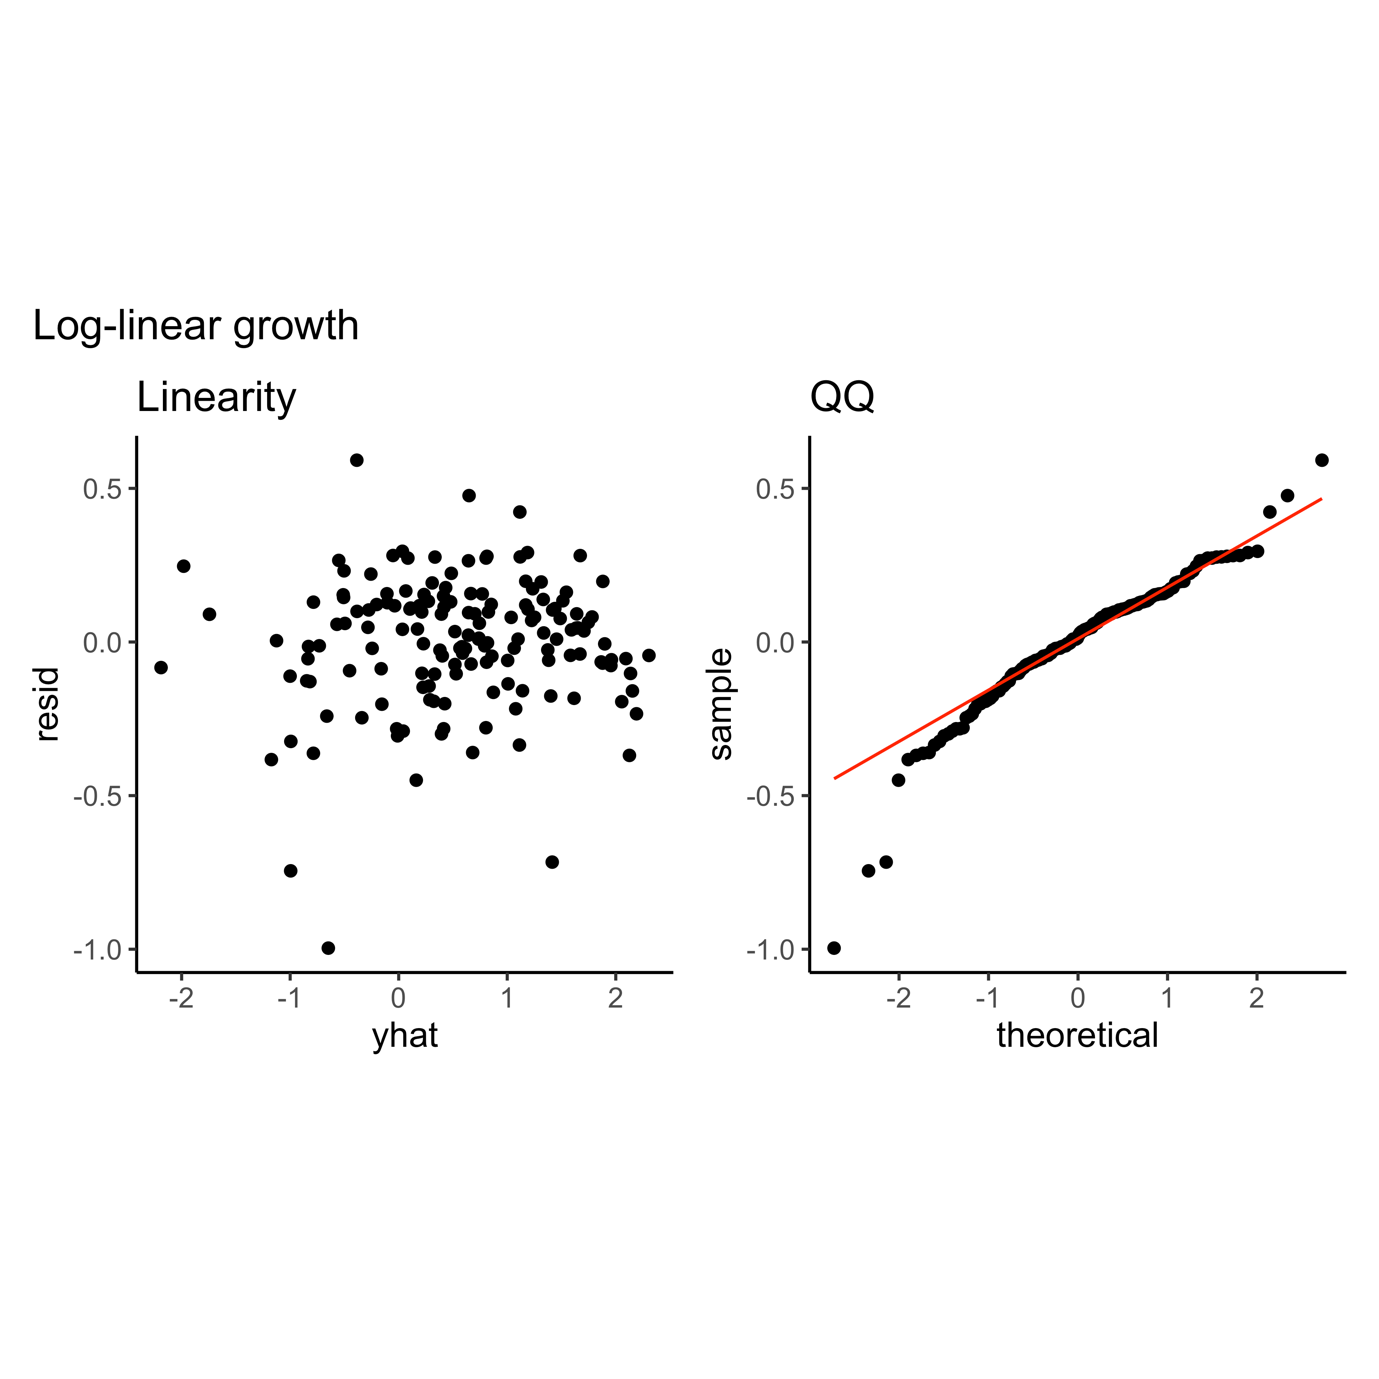 Log-linear growth
Linearity
0.5
0.0
-0.5
-1.0
resid
-2 -1 0 1 2
yhat
QQ
0.5
0.0
-0.5
-1.0
sample
-2 -1 0 1 2
theoretical